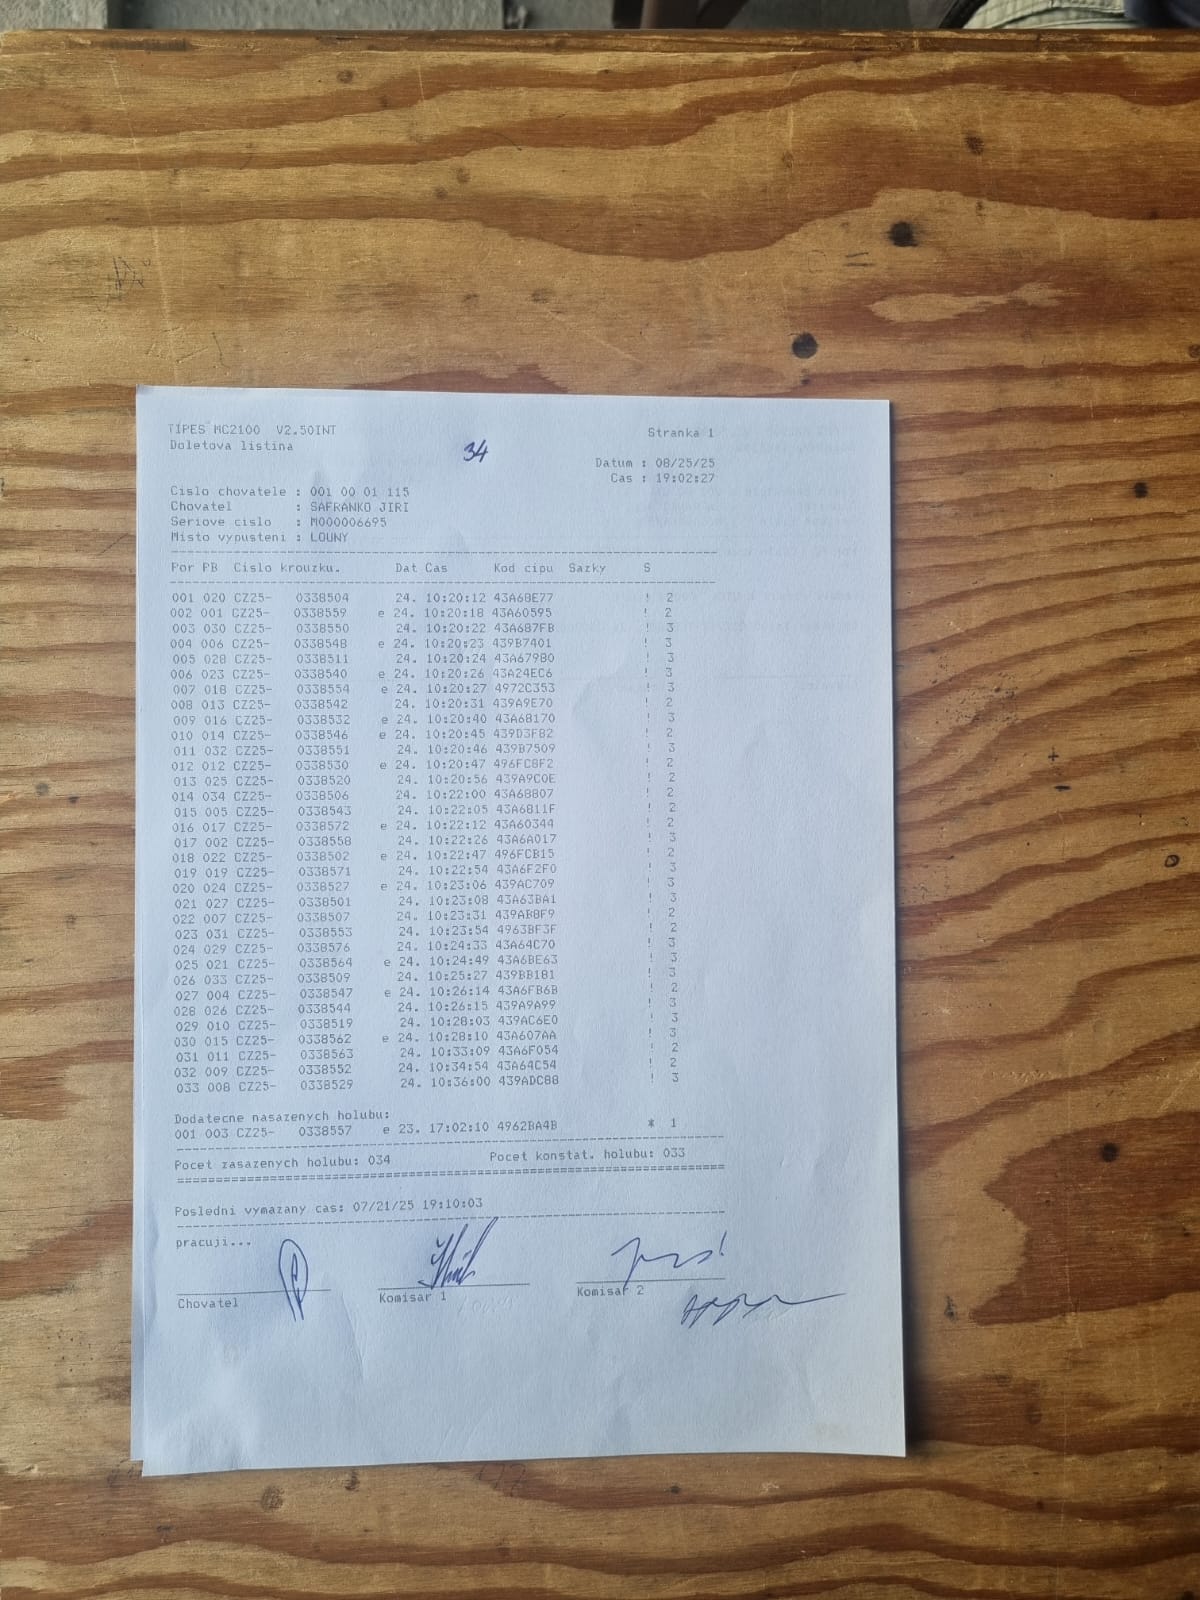 TIPES MC2100 V2.50INT
Stranka 1
Doletova listina
34
Datum : 08/25/25
Cas : 19:02:27
Cislo chovatele : 001 00 01 115
Chovatel : SAFRANKO JIRI
Seriove cislo : M000006695
Misto vypusteni : LOUNY
Por PB Cislo krouzku. Dat Cas Kod cipu Sazky S
001 020 CZ25- 0338504 24. 10:20:12 43A68E77 ! 2
002 001 CZ25- 0338559 e 24. 10:20:18 43A60595 ! 2
003 030 CZ25- 0338550 24. 10:20:22 43A687FB ! 3
004 006 CZ25- 0338548 e 24. 10:20:23 439B7401 ! 3
005 028 CZ25- 0338511 24. 10:20:24 43A67980 ! 3
006 023 CZ25- 0338540 e 24. 10:20:26 43A24EC6 ! 3
007 018 CZ25- 0338554 e 24. 10:20:27 4972C353 ! 3
008 013 CZ25- 0338542 24. 10:20:31 439A9E70 ! 2
009 016 CZ25- 0338532 e 24. 10:20:40 43A68170 ! 3
010 014 CZ25- 0338546 e 24. 10:20:45 439D3F82 ! 2
011 032 CZ25- 0338551 24. 10:20:46 439B7509 ! 3
012 012 CZ25- 0338530 e 24. 10:20:47 496FC8F2 ! 2
013 025 CZ25- 0338520 24. 10:20:56 439A9C0E ! 2
014 034 CZ25- 0338506 24. 10:22:00 43A68807 ! 2
015 005 CZ25- 0338543 24. 10:22:05 43A6811F ! 2
016 017 CZ25- 0338572 e 24. 10:22:12 43A60344 ! 2
017 002 CZ25- 0338558 24. 10:22:26 43A6A017 ! 3
018 022 CZ25- 0338502 e 24. 10:22:47 496FCB15 ! 2
019 019 CZ25- 0338571 24. 10:22:54 43A6F2F0 ! 3
020 024 CZ25- 0338527 e 24. 10:23:06 439AC709 ! 3
021 027 CZ25- 0338501 24. 10:23:08 43A63BA1 ! 3
022 007 CZ25- 0338507 24. 10:23:31 439AB8F9 ! 2
023 031 CZ25- 0338553 24. 10:23:54 4963BF3F ! 2
024 029 CZ25- 0338576 24. 10:24:33 43A64C70 ! 3
025 021 CZ25- 0338564 e 24. 10:24:49 43A6BE63 ! 3
026 033 CZ25- 0338509 24. 10:25:27 439BB181 ! 3
027 004 CZ25- 0338547 e 24. 10:26:14 43A6FB6B ! 2
028 026 CZ25- 0338544 24. 10:26:15 439A9A99 ! 3
029 010 CZ25- 0338519 24. 10:28:03 439AC6E0 ! 3
030 015 CZ25- 0338562 e 24. 10:28:10 43A607AA ! 3
031 011 CZ25- 0338563 24. 10:33:09 43A6F054 ! 2
032 009 CZ25- 0338552 24. 10:34:54 43A64C54 ! 2
033 008 CZ25- 0338529 24. 10:36:00 439ADC88 ! 3
Dodatecne nasazenych holubu:
001 003 CZ25- 0338557 e 23. 17:02:10 4962BA4B * 1
Pocet zasazenych holubu: 034 Pocet konstat. holubu: 033
Posledni vymazany cas: 07/21/25 19:10:03
pracuji...
Chovatel Komisar 1 Komisar 2